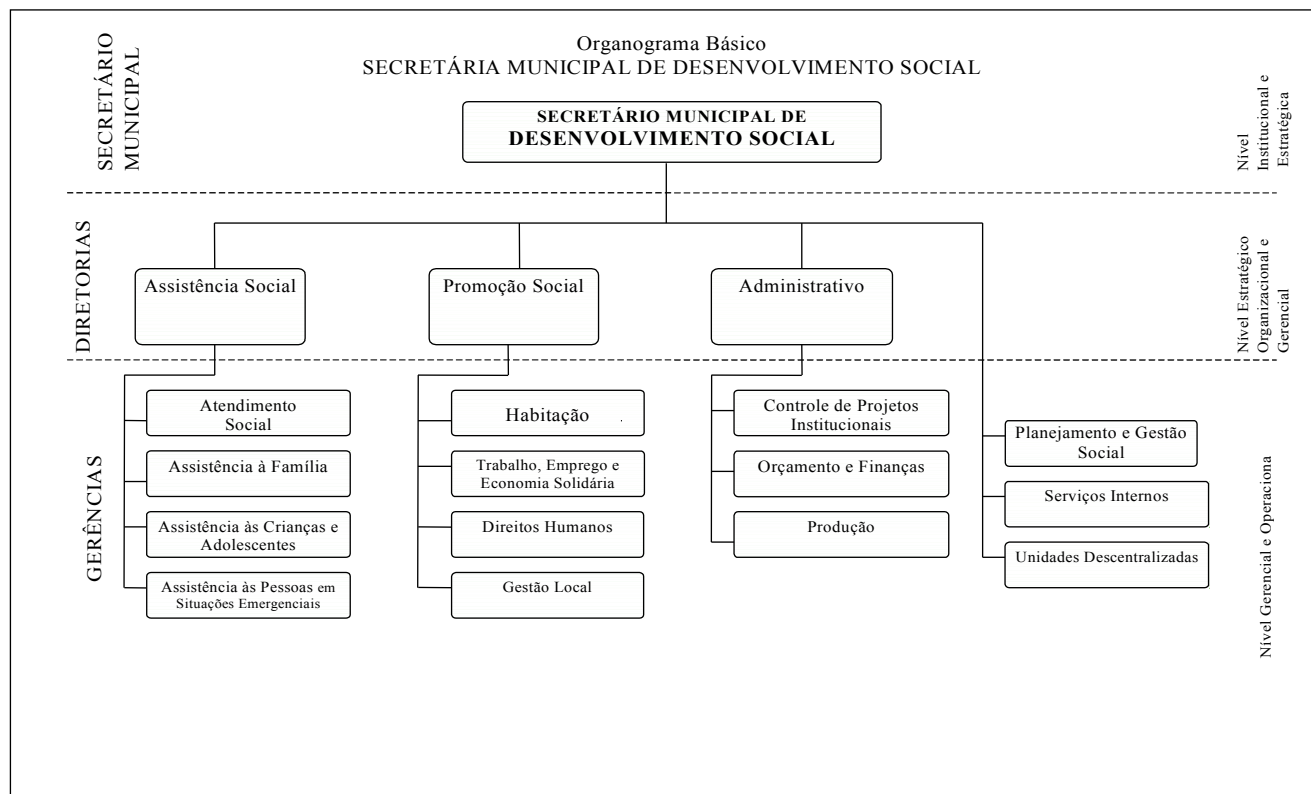 Organograma Básico
SECRETÁRIA MUNICIPAL DE DESENVOLVIMENTO SOCIAL
SECRETÁRIO
MUNICIPAL
SECRETÁRIO MUNICIPAL DE
DESENVOLVIMENTO SOCIAL
Nível
Institucional e
Estratégica
DIRETORIAS
Assistência Social
Promoção Social
Administrativo
Nível Estratégico
Organizacional e
Gerencial
GERÊNCIAS
Atendimento
Social
Assistência à Família
Assistência às Crianças e
Adolescentes
Assistência às Pessoas em
Situações Emergenciais
Habitação .
Trabalho, Emprego e
Economia Solidária
Direitos Humanos
Gestão Local
Controle de Projetos
Institucionais
Orçamento e Finanças
Produção
Planejamento e Gestão
Social
Serviços Internos
Unidades Descentralizadas
Nível Gerencial e Operaciona